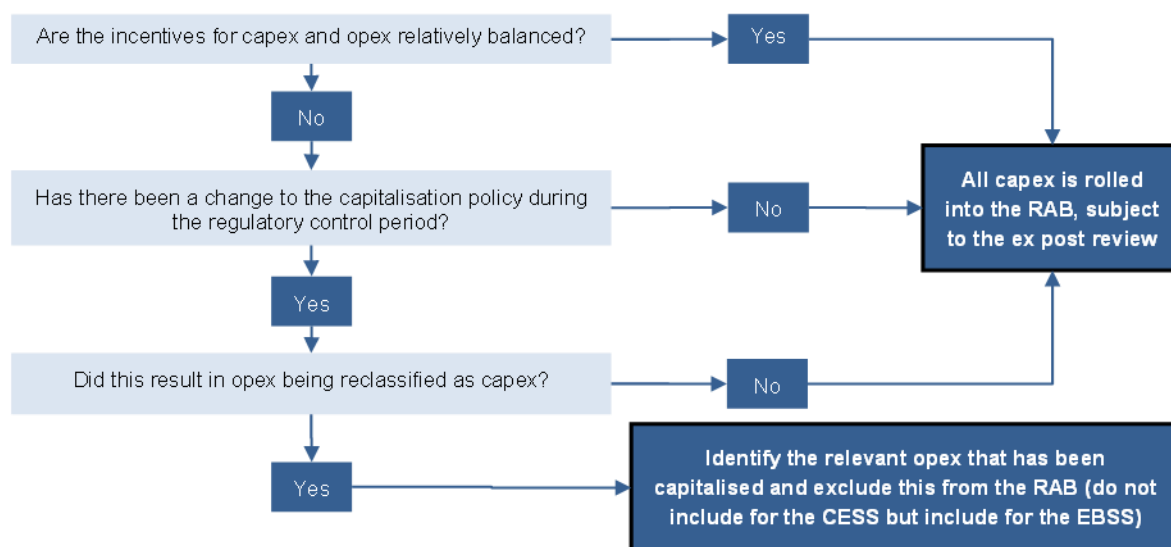 Are the incentives for capex and opex relatively balanced?
Yes
No
Has there been a change to the capitalisation policy during
the regulatory control period?
No
All capex is rolled
into the RAB, subject
to the ex post review
Yes
Did this result in opex being reclassified as capex?
No
Yes
Identify the relevant opex that has been
capitalised and exclude this from the RAB (do not
include for the CESS but include for the EBSS)